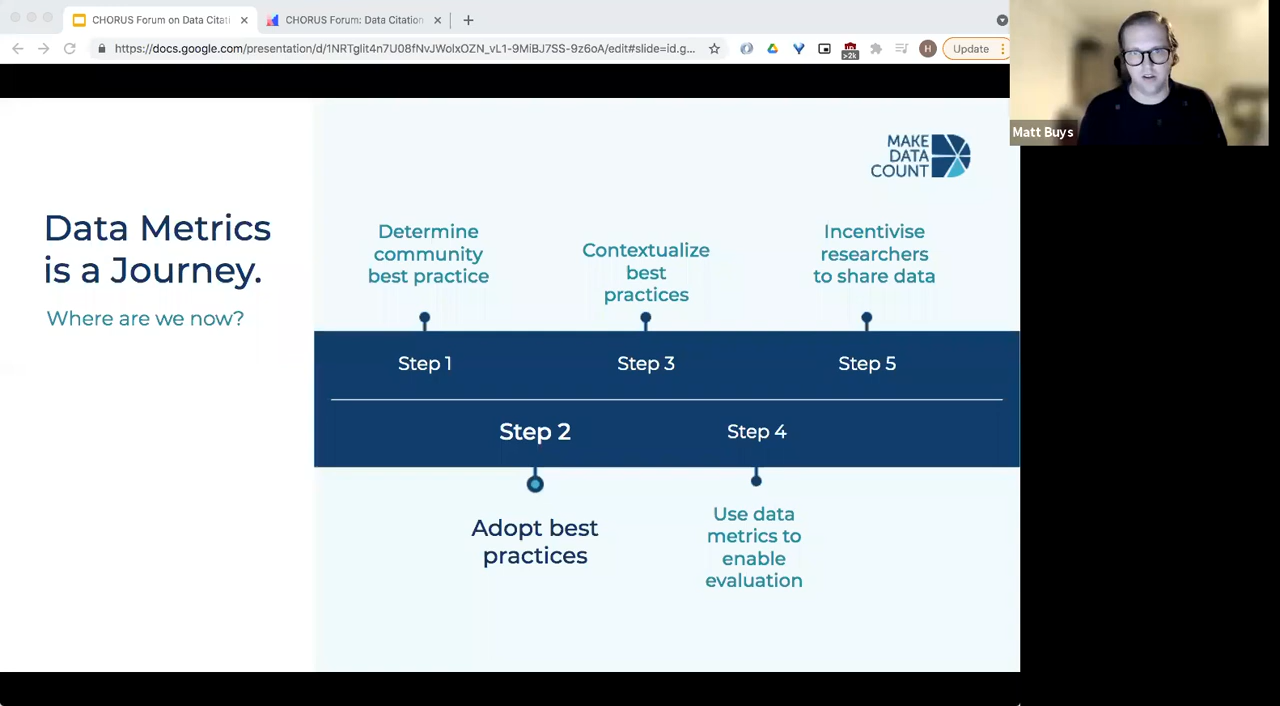 CHORUS Forum on Data Citati
CHORUS Forum: Data Citation
https://docs.google.com/presentation/d/1NRTglit4n7U08fNvJWolxOZN_vL1-9MiBJ7SS-9z6oA/edit#slide=id.g...
>2k
H
Update
Matt Buys
MAKE
DATA
COUNT
Data Metrics
is a Journey.
Where are we now?
Determine
community
best practice
Contextualize
best
practices
Incentivise
researchers
to share data
Step 1
Step 3
Step 5
Step 2
Step 4
Adopt best
practices
Use data
metrics to
enable
evaluation